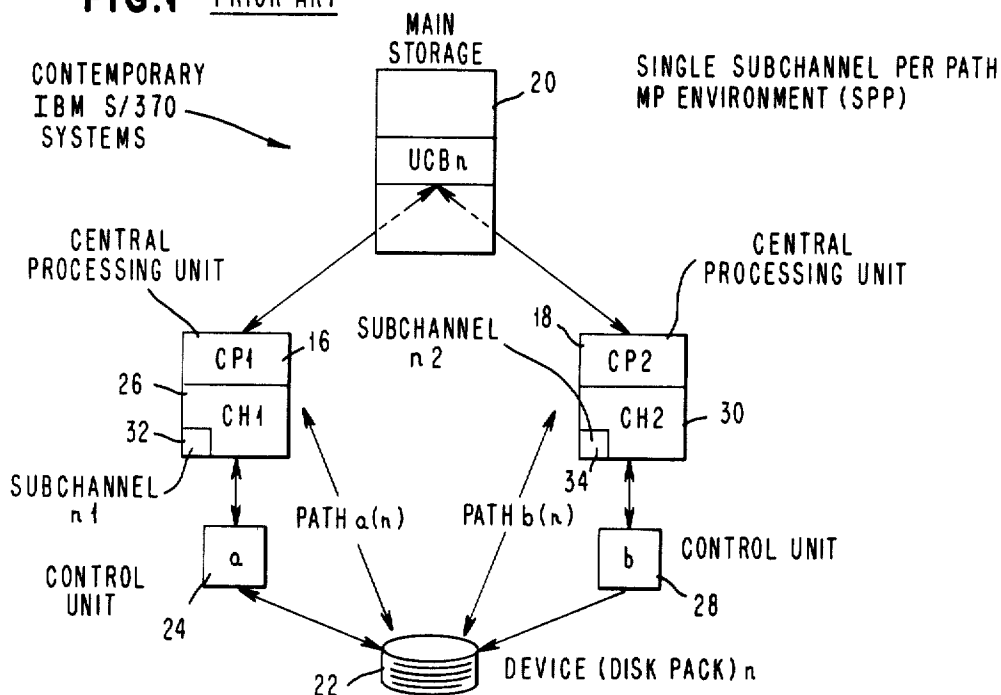 FIG.1 PRIOR ART
MAIN
STORAGE
20
CONTEMPORARY
IBM S/370
SYSTEMS
SINGLE SUBCHANNEL PER PATH
MP ENVIRONMENT (SPP)
UCBn
CENTRAL
PROCESSING UNIT
CENTRAL
PROCESSING UNIT
SUBCHANNEL
n2
16
CP1
18
CP2
26
CH1
CH2
30
32
34
SUBCHANNEL
n1
PATH a(n)
PATH b(n)
a
b
CONTROL UNIT
CONTROL
UNIT
24
28
22
DEVICE (DISK PACK) n